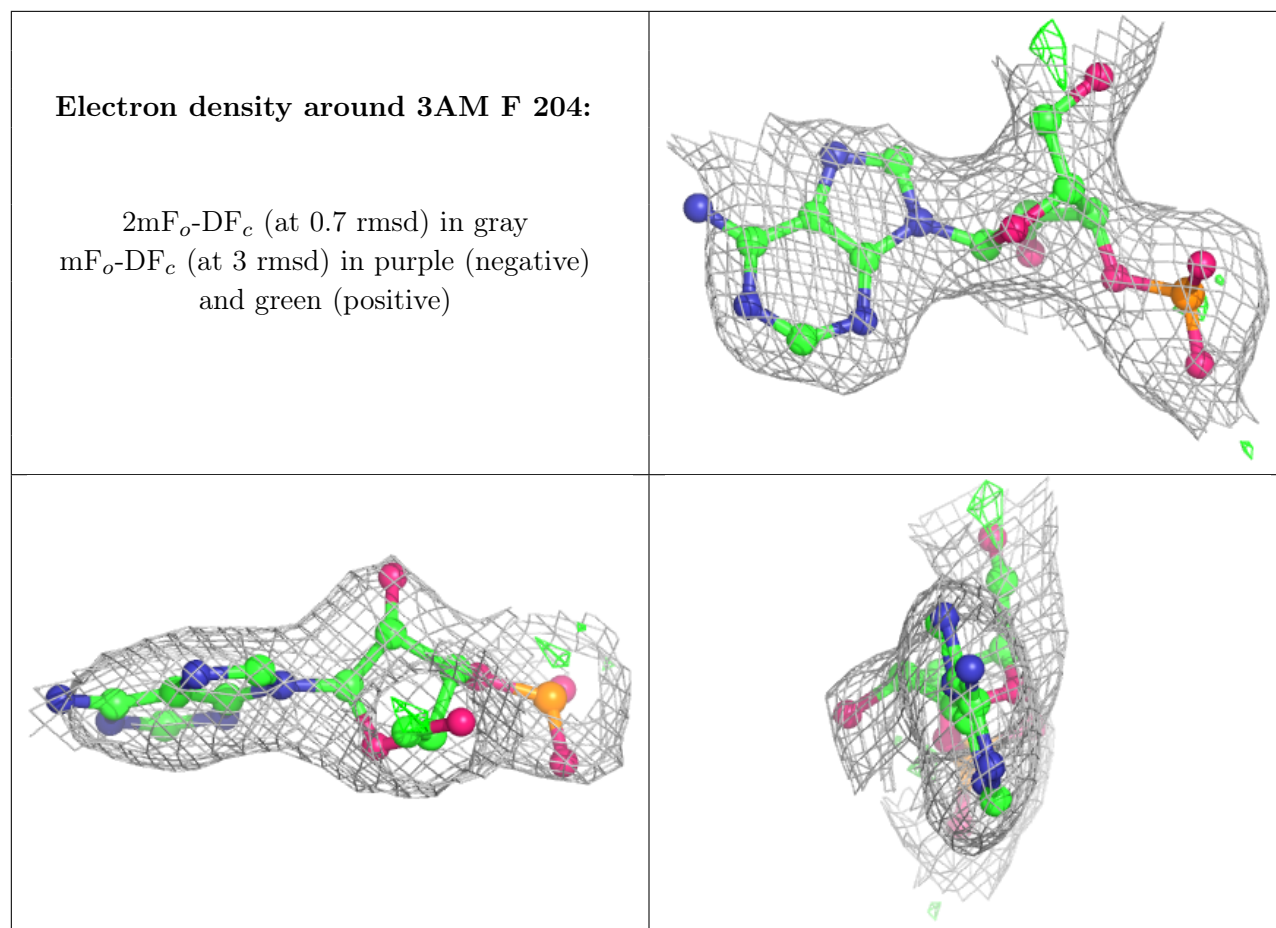 Electron density around 3AM F 204:
2mFₒ-DF𝒸 (at 0.7 rmsd) in gray
mFₒ-DF𝒸 (at 3 rmsd) in purple (negative)
and green (positive)